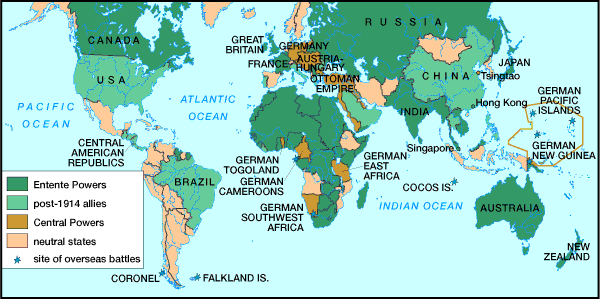 RUSSIA
CANADA
GREAT
BRITAIN
GERMANY
FRANCE
AUSTRIA-
HUNGARY
OTTOMAN
EMPIRE
USA
CHINA
JAPAN
Tsingtao
PACIFIC
OCEAN
ATLANTIC
OCEAN
INDIA
Hong Kong
GERMAN
PACIFIC
ISLANDS
CENTRAL
AMERICAN
REPUBLICS
GERMAN
TOGOLAND
GERMAN
CAMEROONS
GERMAN
EAST
AFRICA
Singapore
GERMAN
NEW GUINEA
BRAZIL
COCOS IS.
GERMAN
SOUTHWEST
AFRICA
INDIAN OCEAN
AUSTRALIA
NEW
ZEALAND
Entente Powers
post-1914 allies
Central Powers
neutral states
site of overseas battles
CORONEL
FALKLAND IS.